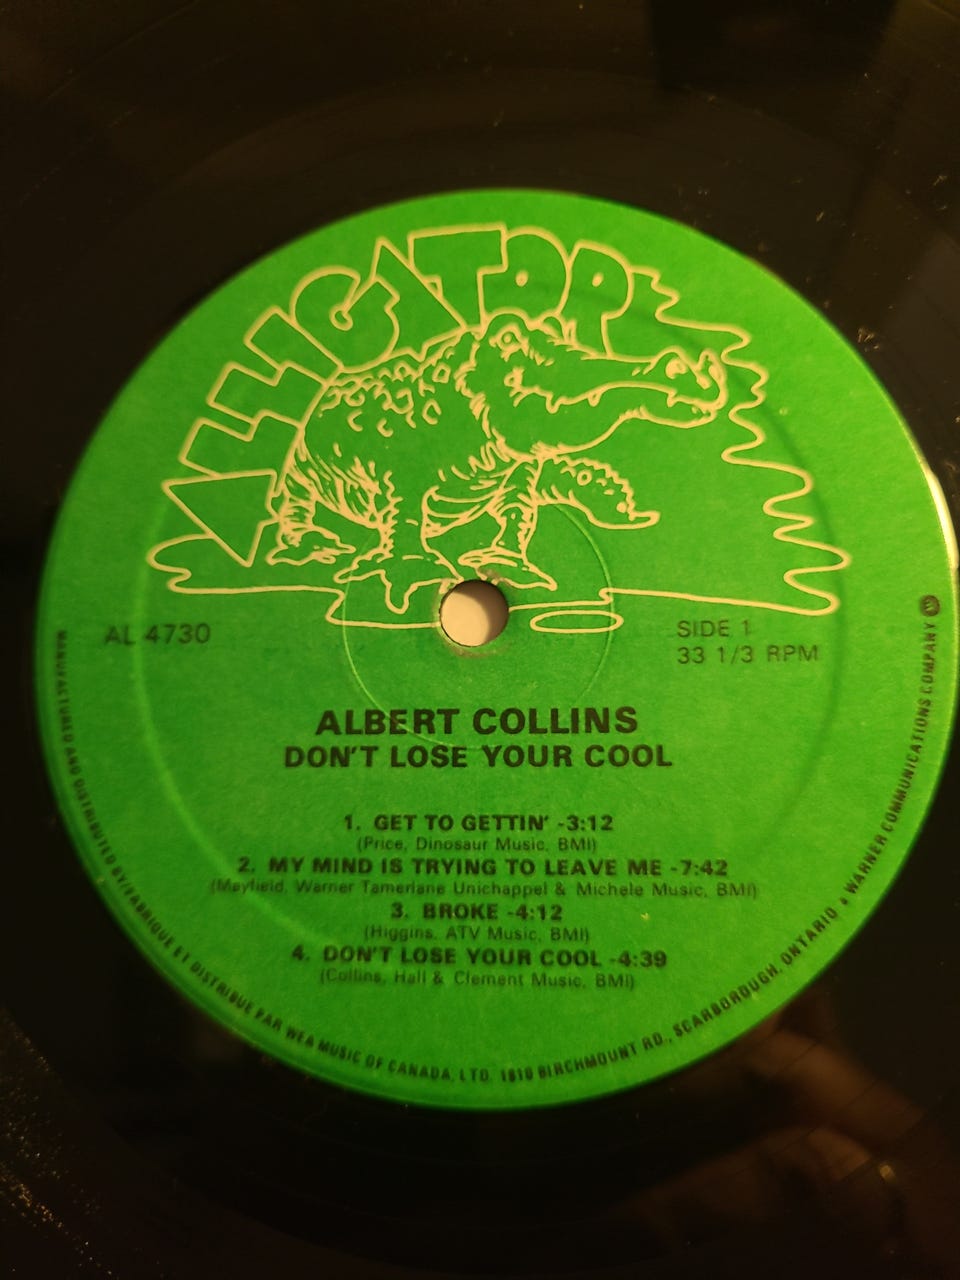 ALLIGATOR
AL 4730
SIDE 1
33 1/3 RPM
ALBERT COLLINS
DON'T LOSE YOUR COOL
1. GET TO GETTIN' -3:12
(Price, Dinosaur Music, BMI)
2. MY MIND IS TRYING TO LEAVE ME -7:42
(Mayfield, Warner Tamerlane Unichappel & Michele Music, BMI)
3. BROKE -4:12
(Higgins, ATV Music, BMI)
4. DON'T LOSE YOUR COOL -4:39
(Collins, Hall & Clement Music, BMI)
MANUFACTURED AND DISTRIBUTED BY/FABRIQUE ET DISTRIBUE PAR WEA MUSIC OF CANADA, LTD. 1810 BIRCHMOUNT RD., SCARBOROUGH, ONTARIO, a WARNER COMMUNICATIONS COMPANY